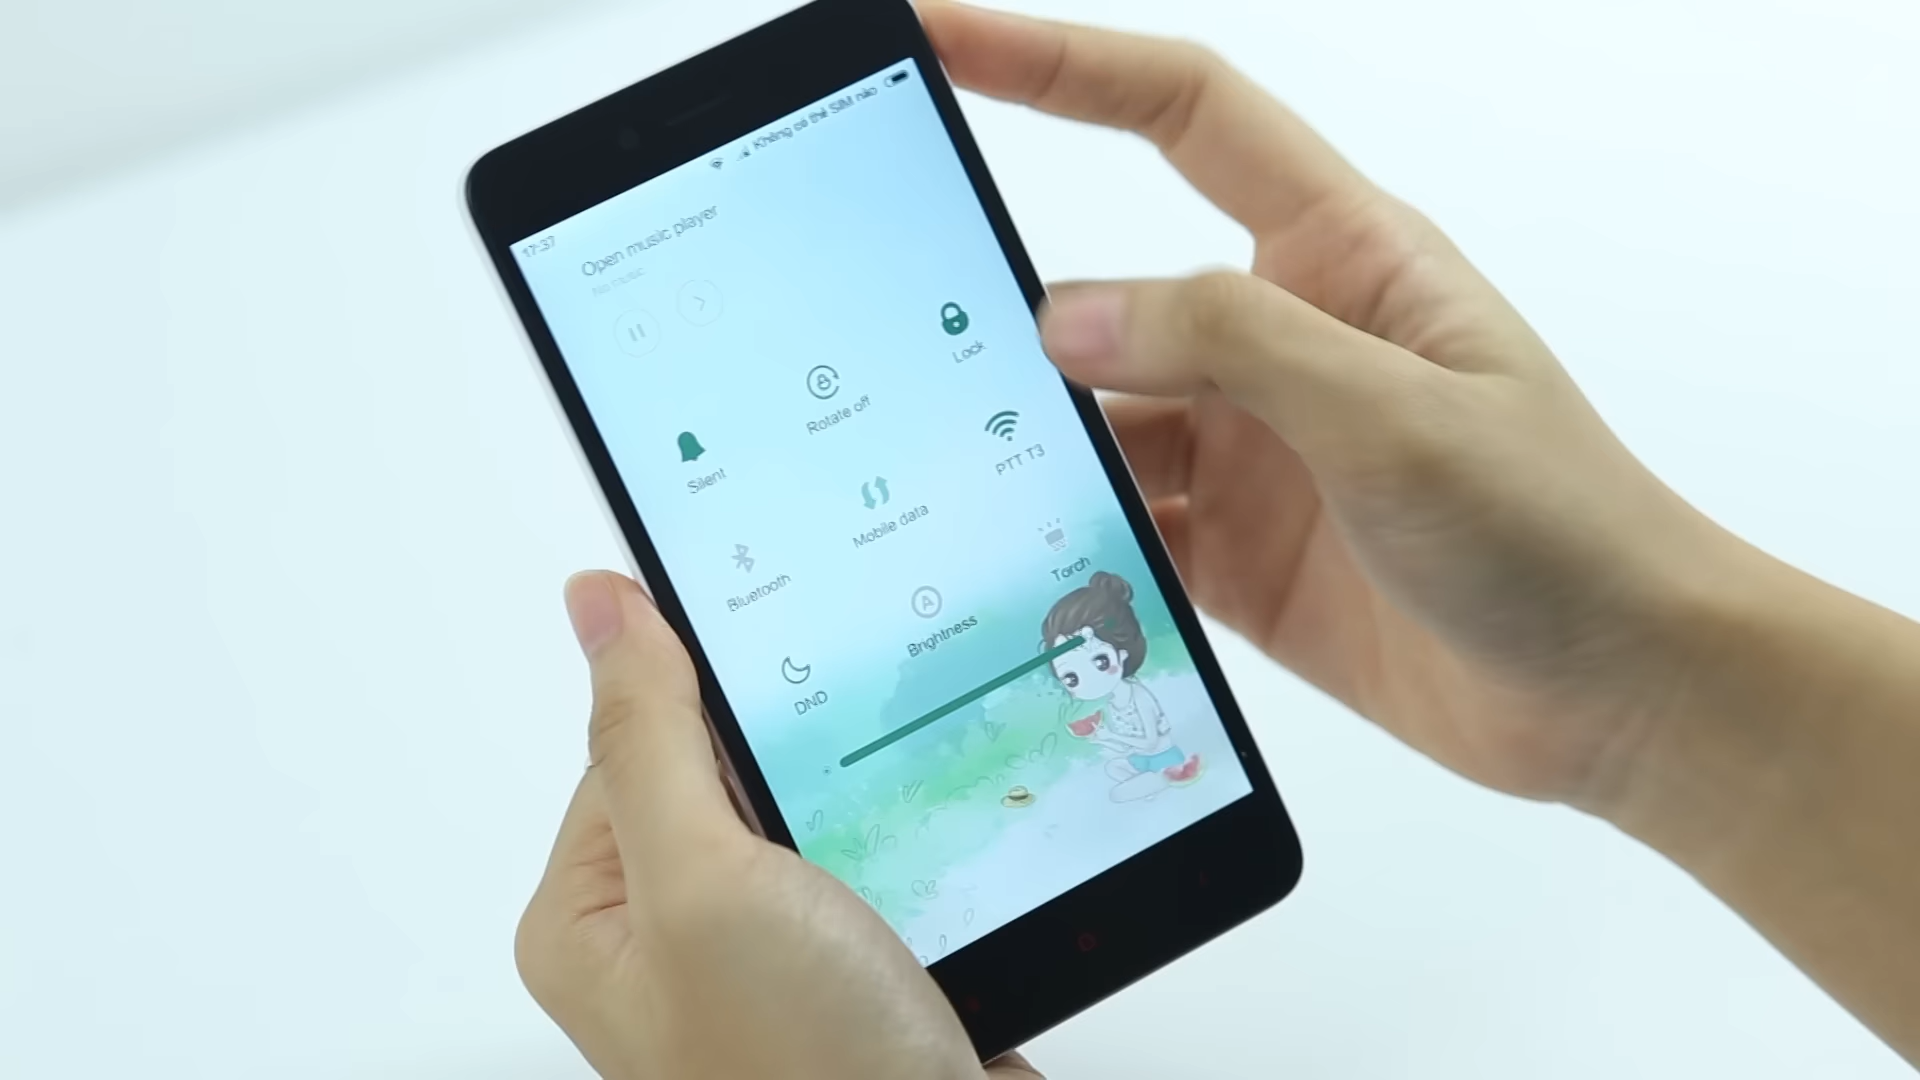 17:37
Không có thẻ SIM nào
Open music player
No music
Silent
Rotate off
Lock
Bluetooth
Mobile data
PTT T3
DND
Brightness
Torch